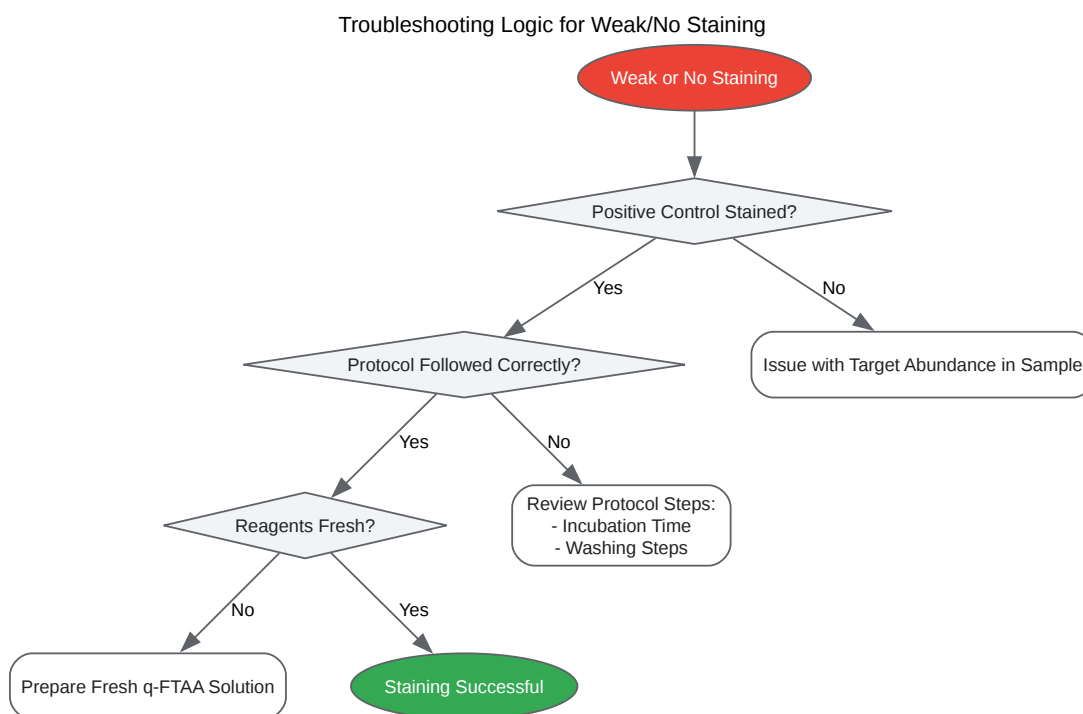 Troubleshooting Logic for Weak/No Staining
Weak or No Staining
Positive Control Stained?
Yes
No
Protocol Followed Correctly?
Issue with Target Abundance in Sample
Yes
No
Reagents Fresh?
Review Protocol Steps:
- Incubation Time
- Washing Steps
No
Yes
Prepare Fresh q-FTAA Solution
Staining Successful